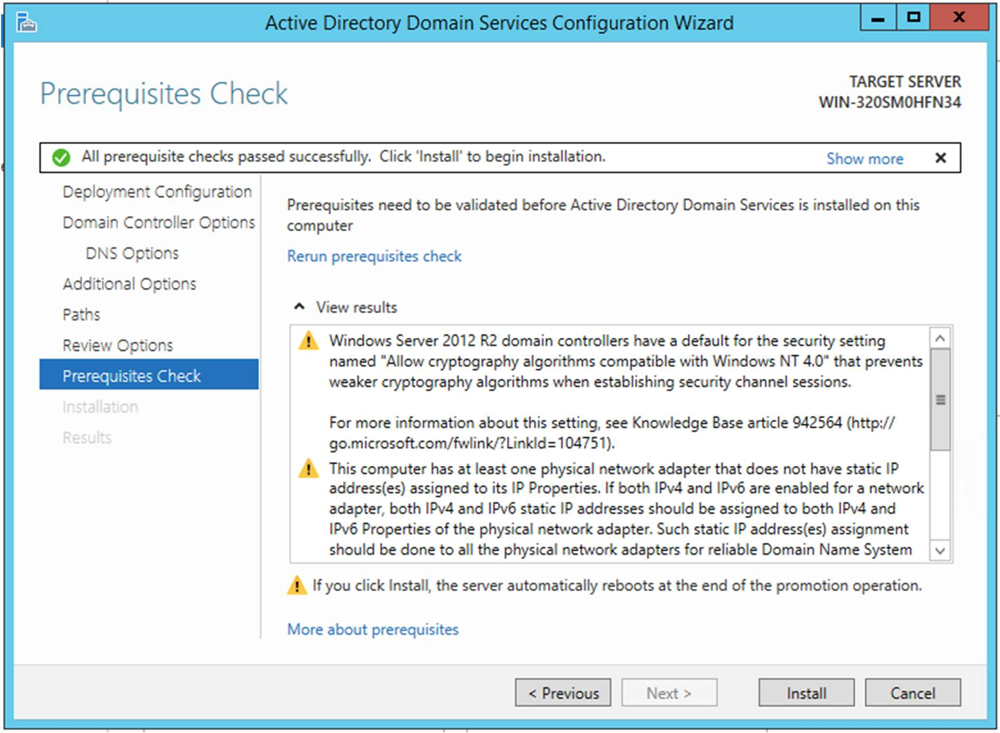 Active Directory Domain Services Configuration Wizard
Prerequisites Check
TARGET SERVER
WIN-320SM0HFN34
All prerequisite checks passed successfully.  Click 'Install' to begin installation.
Show more
Deployment Configuration
Domain Controller Options
DNS Options
Additional Options
Paths
Review Options
Prerequisites Check
Installation
Results
Prerequisites need to be validated before Active Directory Domain Services is installed on this
computer
Rerun prerequisites check
View results
Windows Server 2012 R2 domain controllers have a default for the security setting
named "Allow cryptography algorithms compatible with Windows NT 4.0" that prevents
weaker cryptography algorithms when establishing security channel sessions.
For more information about this setting, see Knowledge Base article 942564 (http://
go.microsoft.com/fwlink/?LinkId=104751).
This computer has at least one physical network adapter that does not have static IP
address(es) assigned to its IP Properties. If both IPv4 and IPv6 are enabled for a network
adapter, both IPv4 and IPv6 static IP addresses should be assigned to both IPv4 and
IPv6 Properties of the physical network adapter. Such static IP address(es) assignment
should be done to all the physical network adapters for reliable Domain Name System
If you click Install, the server automatically reboots at the end of the promotion operation.
More about prerequisites
< Previous
Next >
Install
Cancel